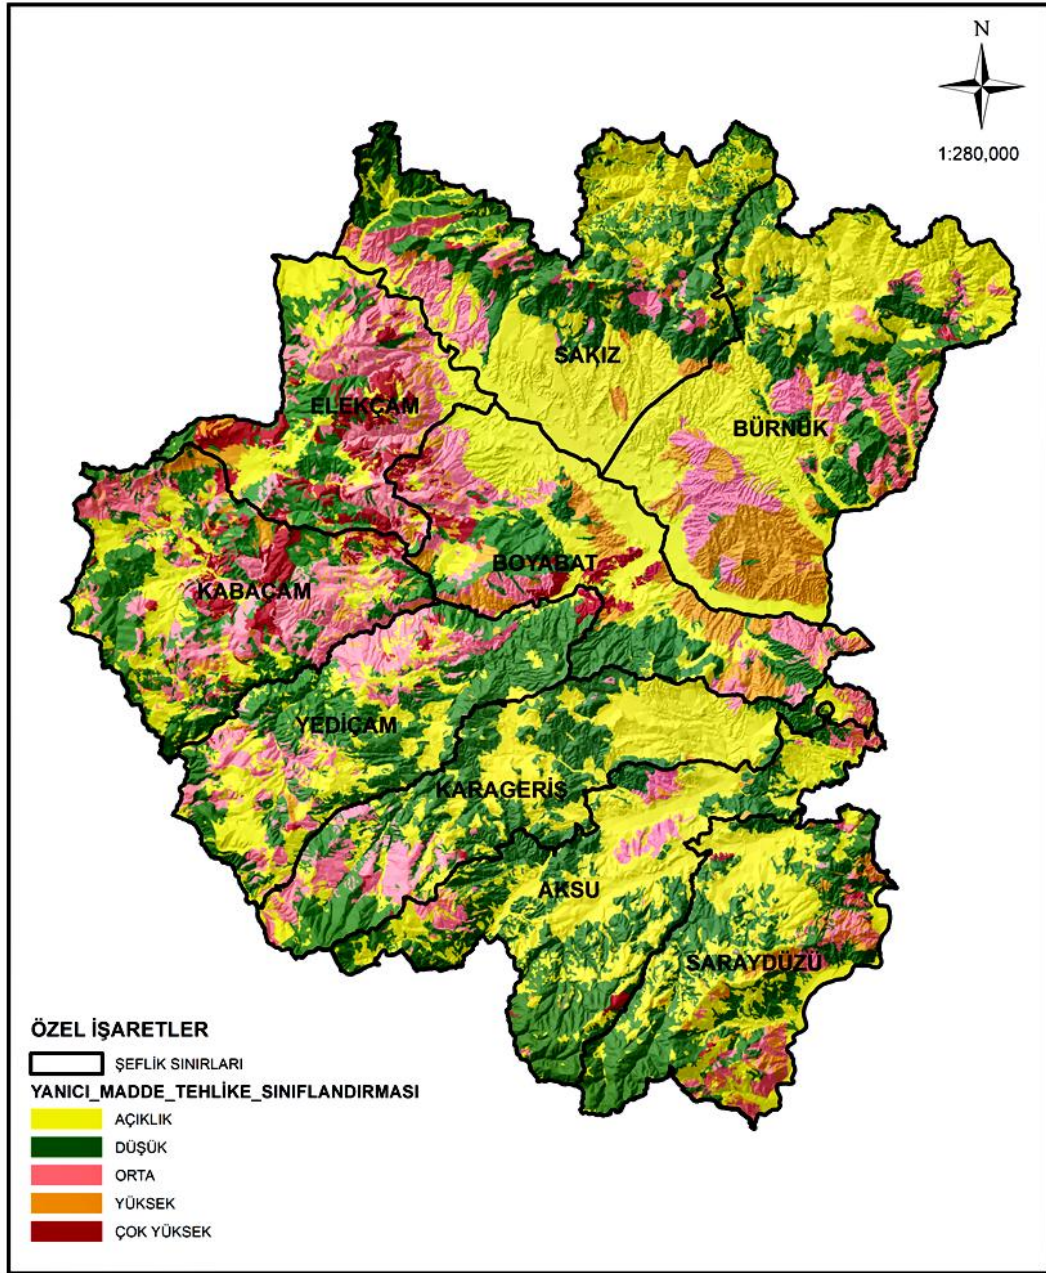 N
1:280,000
SAKIZ
ELEKÇAM
BÜRNÜK
BOYABAT
KABAÇAM
YEDİÇAM
KARAGERİŞ
AKSU
SARAYDÜZÜ
ÖZEL İŞARETLER
ŞEFLİK SINIRLARI
YANICI_MADDE_TEHLİKE_SINIFLANDIRMASI
AÇIKLIK
DÜŞÜK
ORTA
YÜKSEK
ÇOK YÜKSEK